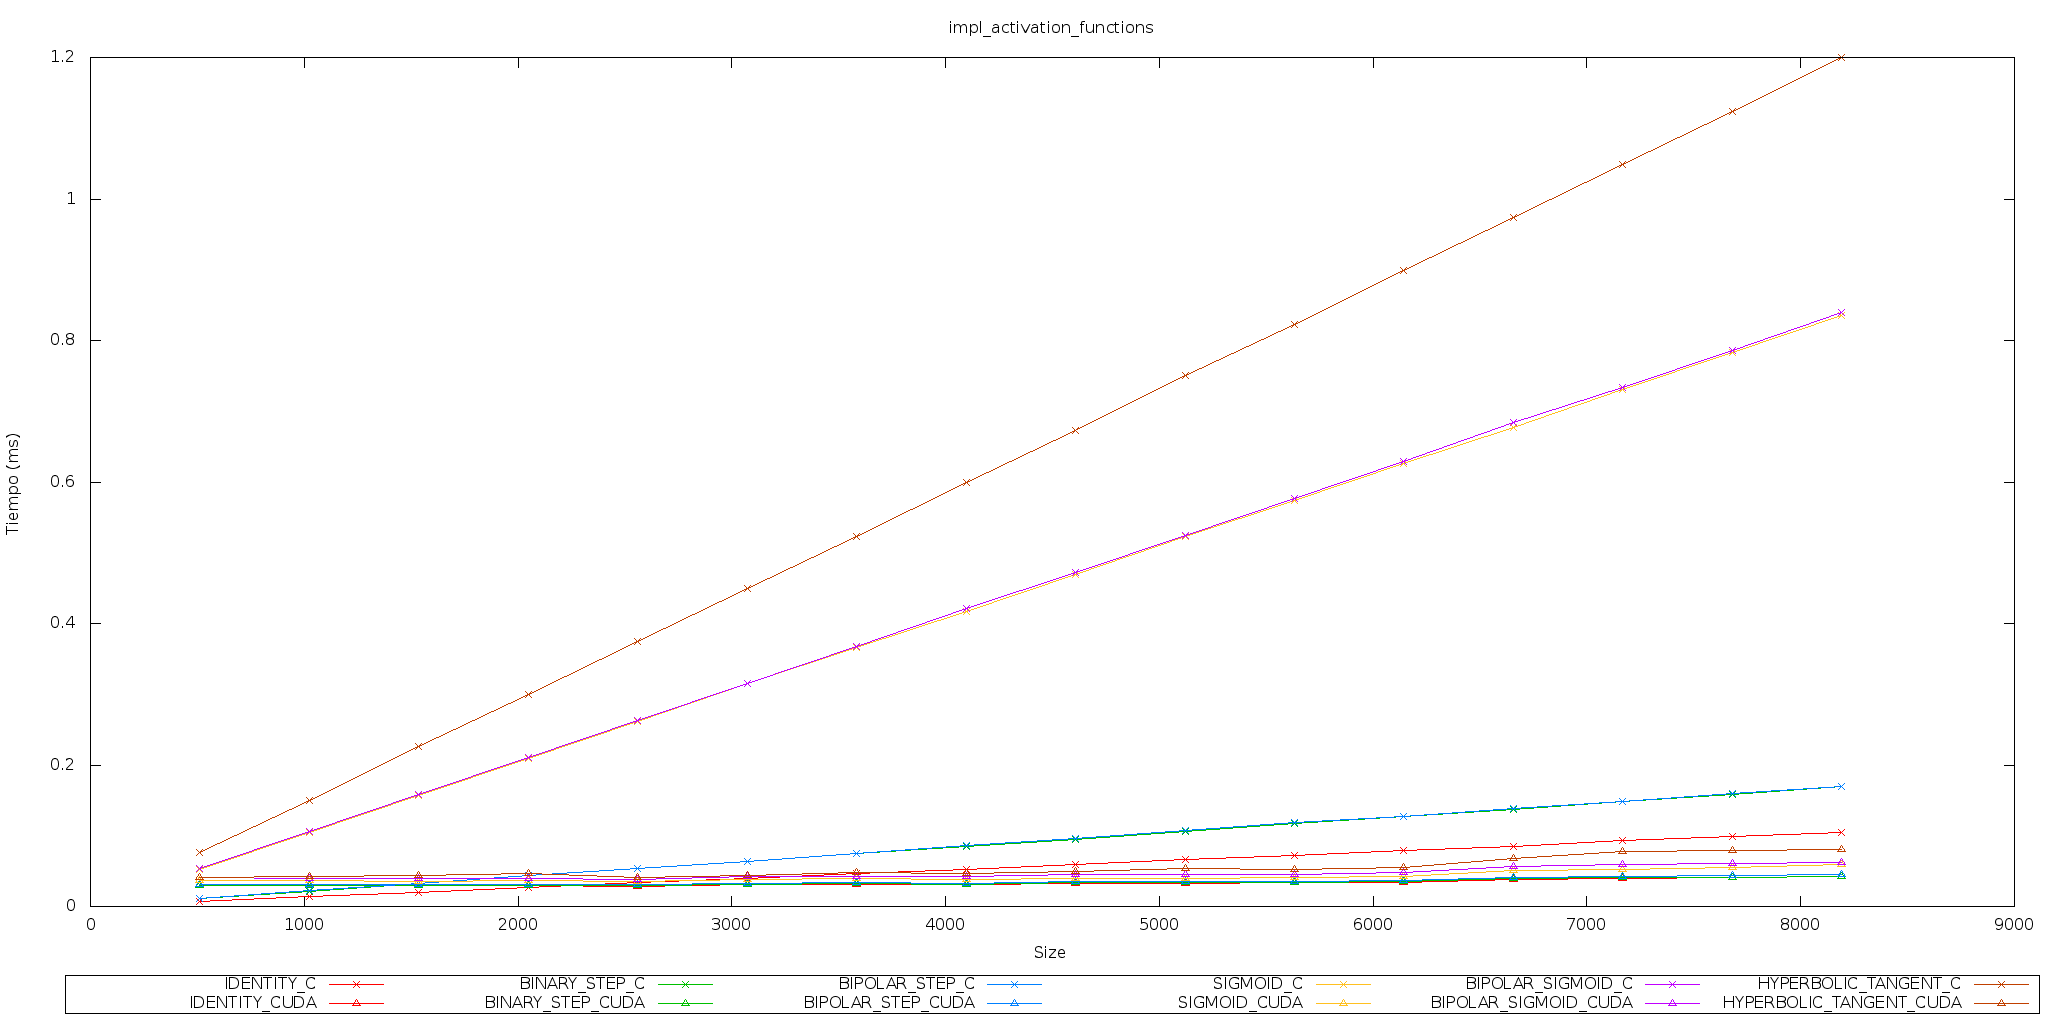 impl_activation_functions
1.2
1
0.8
0.6
0.4
0.2
0
Tiempo (ms)
0 1000 2000 3000 4000 5000 6000 7000 8000 9000
Size
IDENTITY_C BINARY_STEP_C BIPOLAR_STEP_C SIGMOID_C BIPOLAR_SIGMOID_C HYPERBOLIC_TANGENT_C
IDENTITY_CUDA BINARY_STEP_CUDA BIPOLAR_STEP_CUDA SIGMOID_CUDA BIPOLAR_SIGMOID_CUDA HYPERBOLIC_TANGENT_CUDA